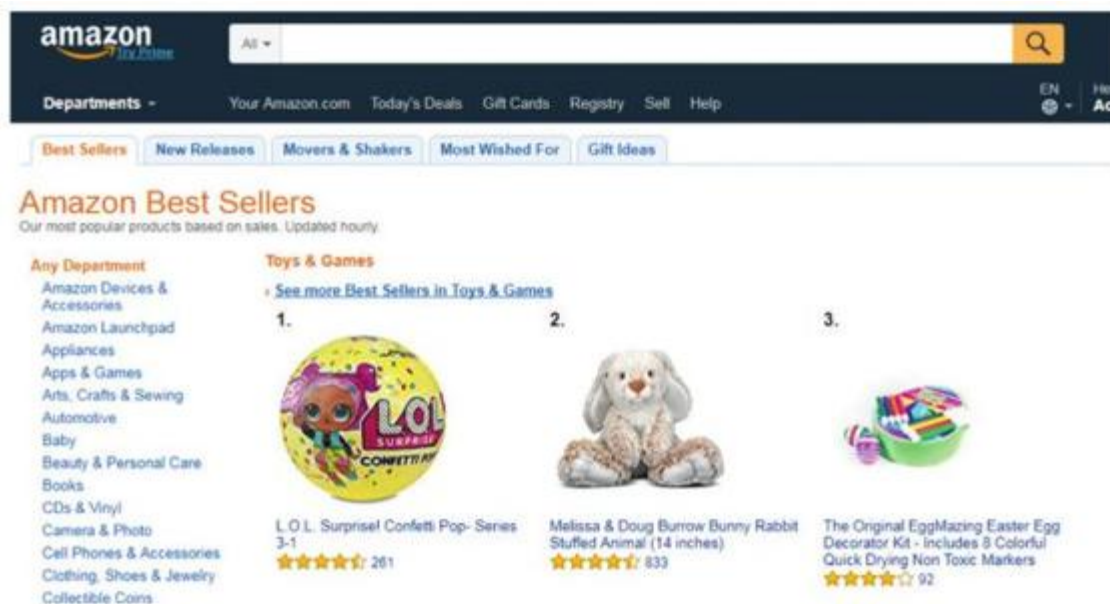 amazon
Try Prime
All
Departments
Your Amazon.com Today's Deals Gift Cards Registry Sell Help
EN
Best Sellers New Releases Movers & Shakers Most Wished For Gift Ideas
Amazon Best Sellers
Our most popular products based on sales. Updated hourly.
Any Department
Amazon Devices &
Accessories
Amazon Launchpad
Appliances
Apps & Games
Arts, Crafts & Sewing
Automotive
Baby
Beauty & Personal Care
Books
CDs & Vinyl
Camera & Photo
Cell Phones & Accessories
Clothing, Shoes & Jewelry
Collectible Coins
Toys & Games
› See more Best Sellers in Toys & Games
1.
LOL
SURPRISE
CONFETTI
L.O.L. Surprise! Confetti Pop- Series
3-1
261
2.
Melissa & Doug Burrow Bunny Rabbit
Stuffed Animal (14 inches)
833
3.
The Original EggMazing Easter Egg
Decorator Kit - Includes 8 Colorful
Quick Drying Non Toxic Markers
92